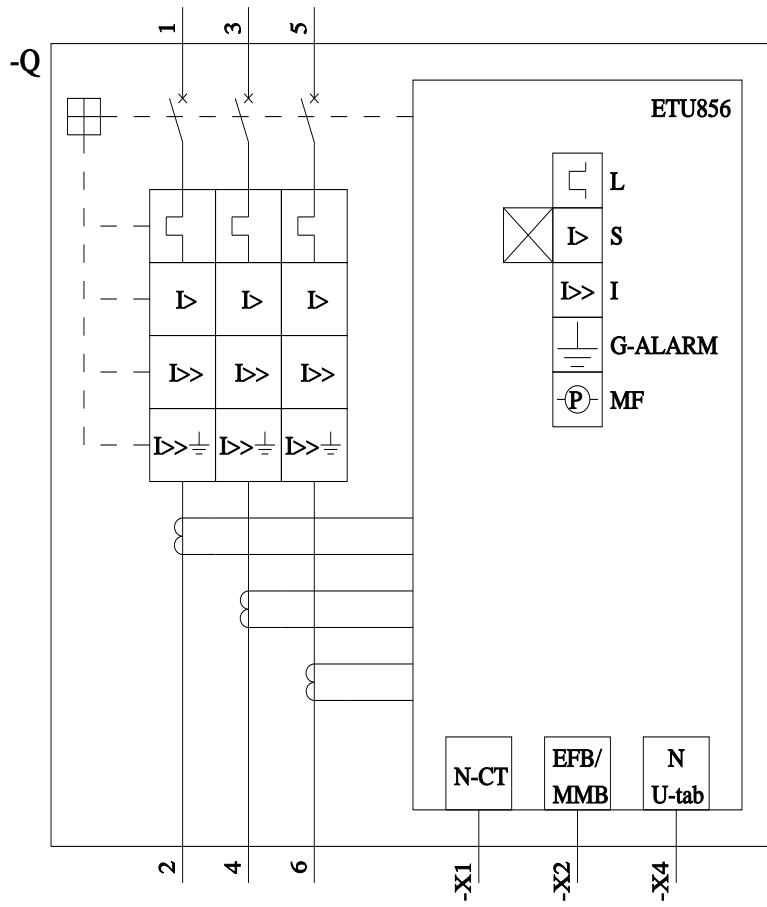 1 3 5
-Q
ETU856
L
I> I> I> I> S
I>> I>> I>> I>> I
G-ALARM
P MF
I>> I>> I>>
N-CT
EFB/
MMB
N
U-tab
2 4 6 -X1 -X2 -X4